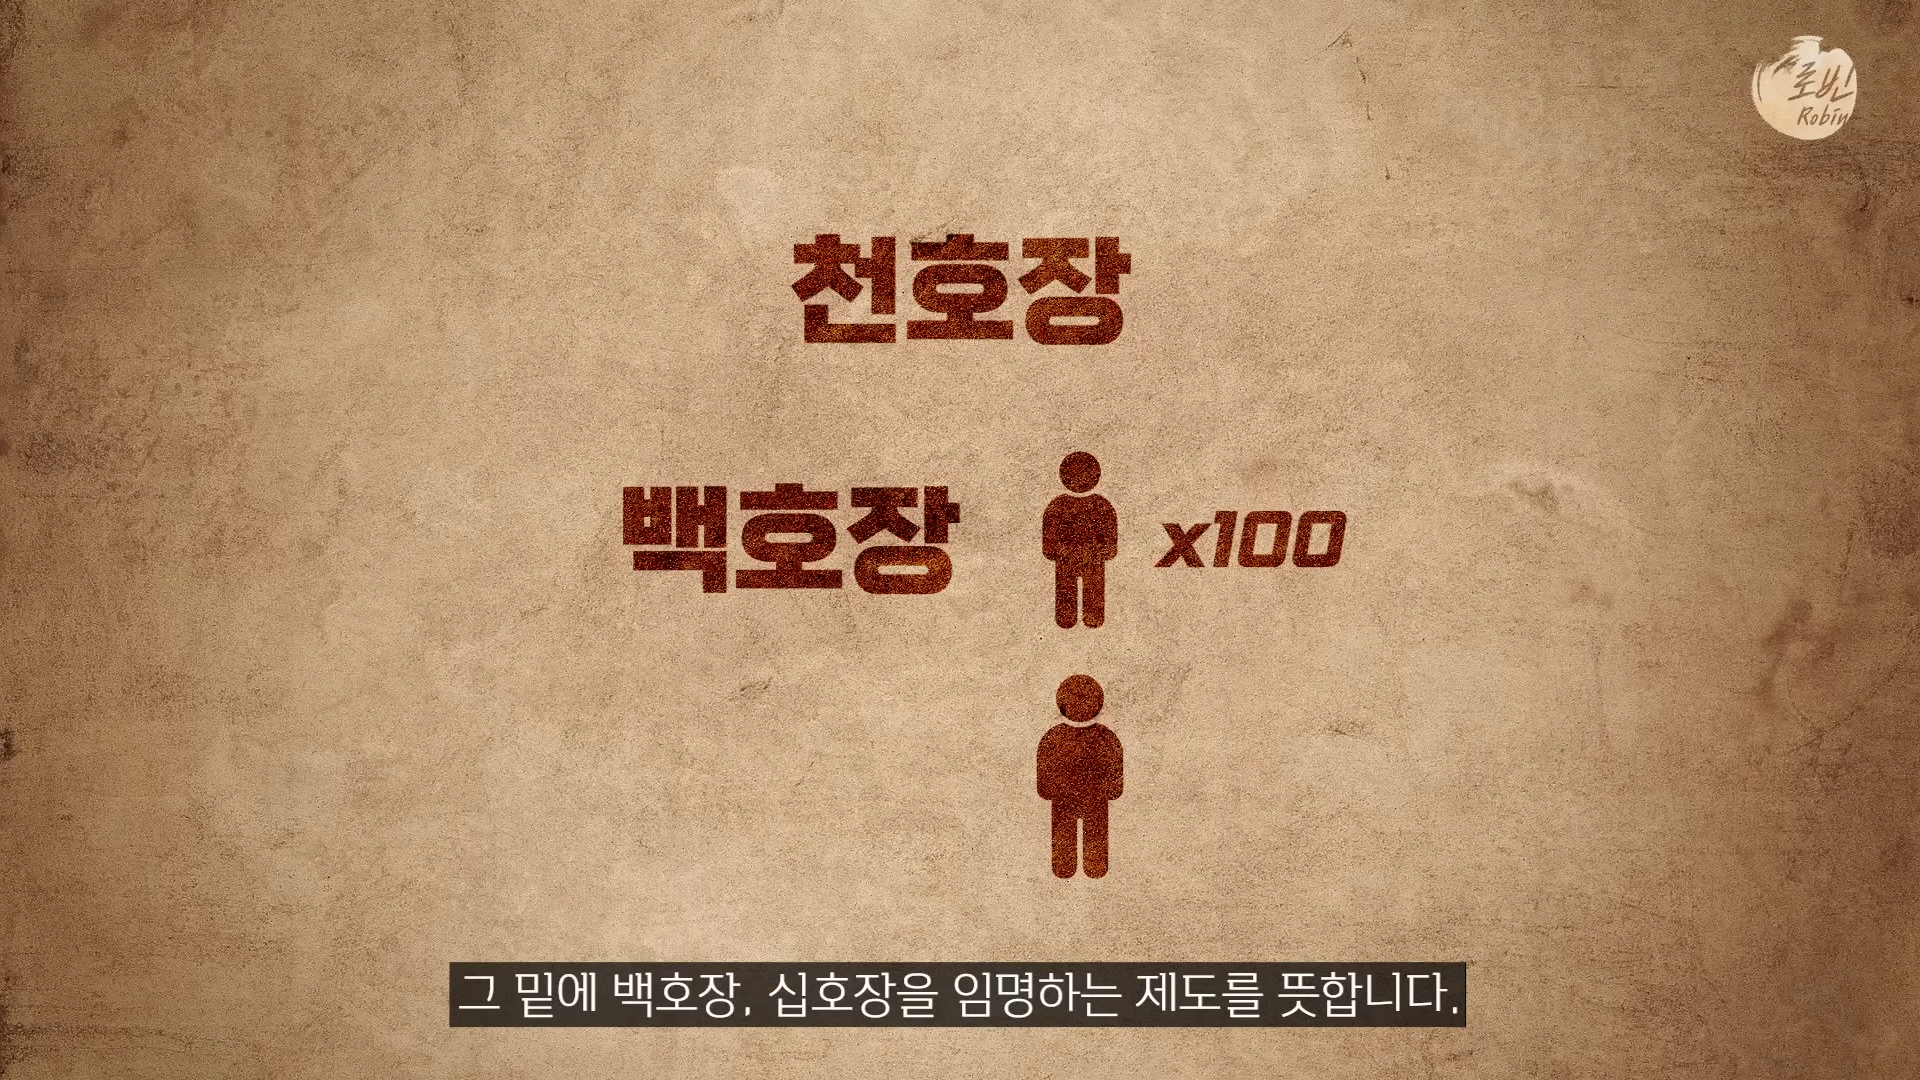 로빈
Robin
천호장
백호장 x100
그 밑에 백호장, 십호장을 임명하는 제도를 뜻합니다.